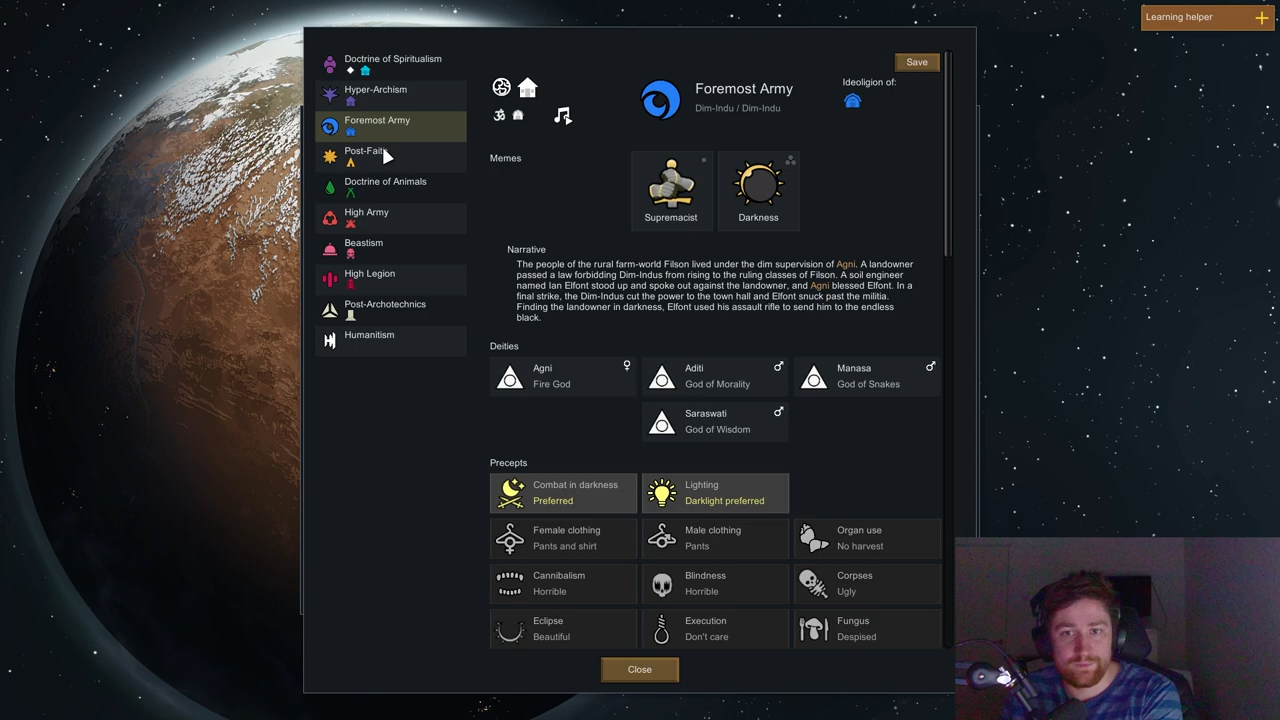 Learning helper
Doctrine of Spiritualism
Hyper-Archism
Foremost Army
Post-Faith
Doctrine of Animals
High Army
Beastism
High Legion
Post-Archotechnics
Humanitism
Save
Foremost Army
Dim-Indu / Dim-Indu
Ideoligion of:
Memes
Supremacist
Darkness
Narrative
The people of the rural farm-world Filson lived under the dim supervision of Agni. A landowner
passed a law forbidding Dim-Indus from rising to the ruling classes of Filson. A soil engineer
named Ian Elfont stood up and spoke out against the landowner, and Agni blessed Elfont. In a
final strike, the Dim-Indus cut the power to the town hall and Elfont snuck past the militia.
Finding the landowner in darkness, Elfont used his assault rifle to send him to the endless
black.
Deities
Agni
Fire God
Aditi
God of Morality
Manasa
God of Snakes
Saraswati
God of Wisdom
Precepts
Combat in darkness
Preferred
Lighting
Darklight preferred
Female clothing
Pants and shirt
Male clothing
Pants
Organ use
No harvest
Cannibalism
Horrible
Blindness
Horrible
Corpses
Ugly
Eclipse
Beautiful
Execution
Don't care
Fungus
Despised
Close